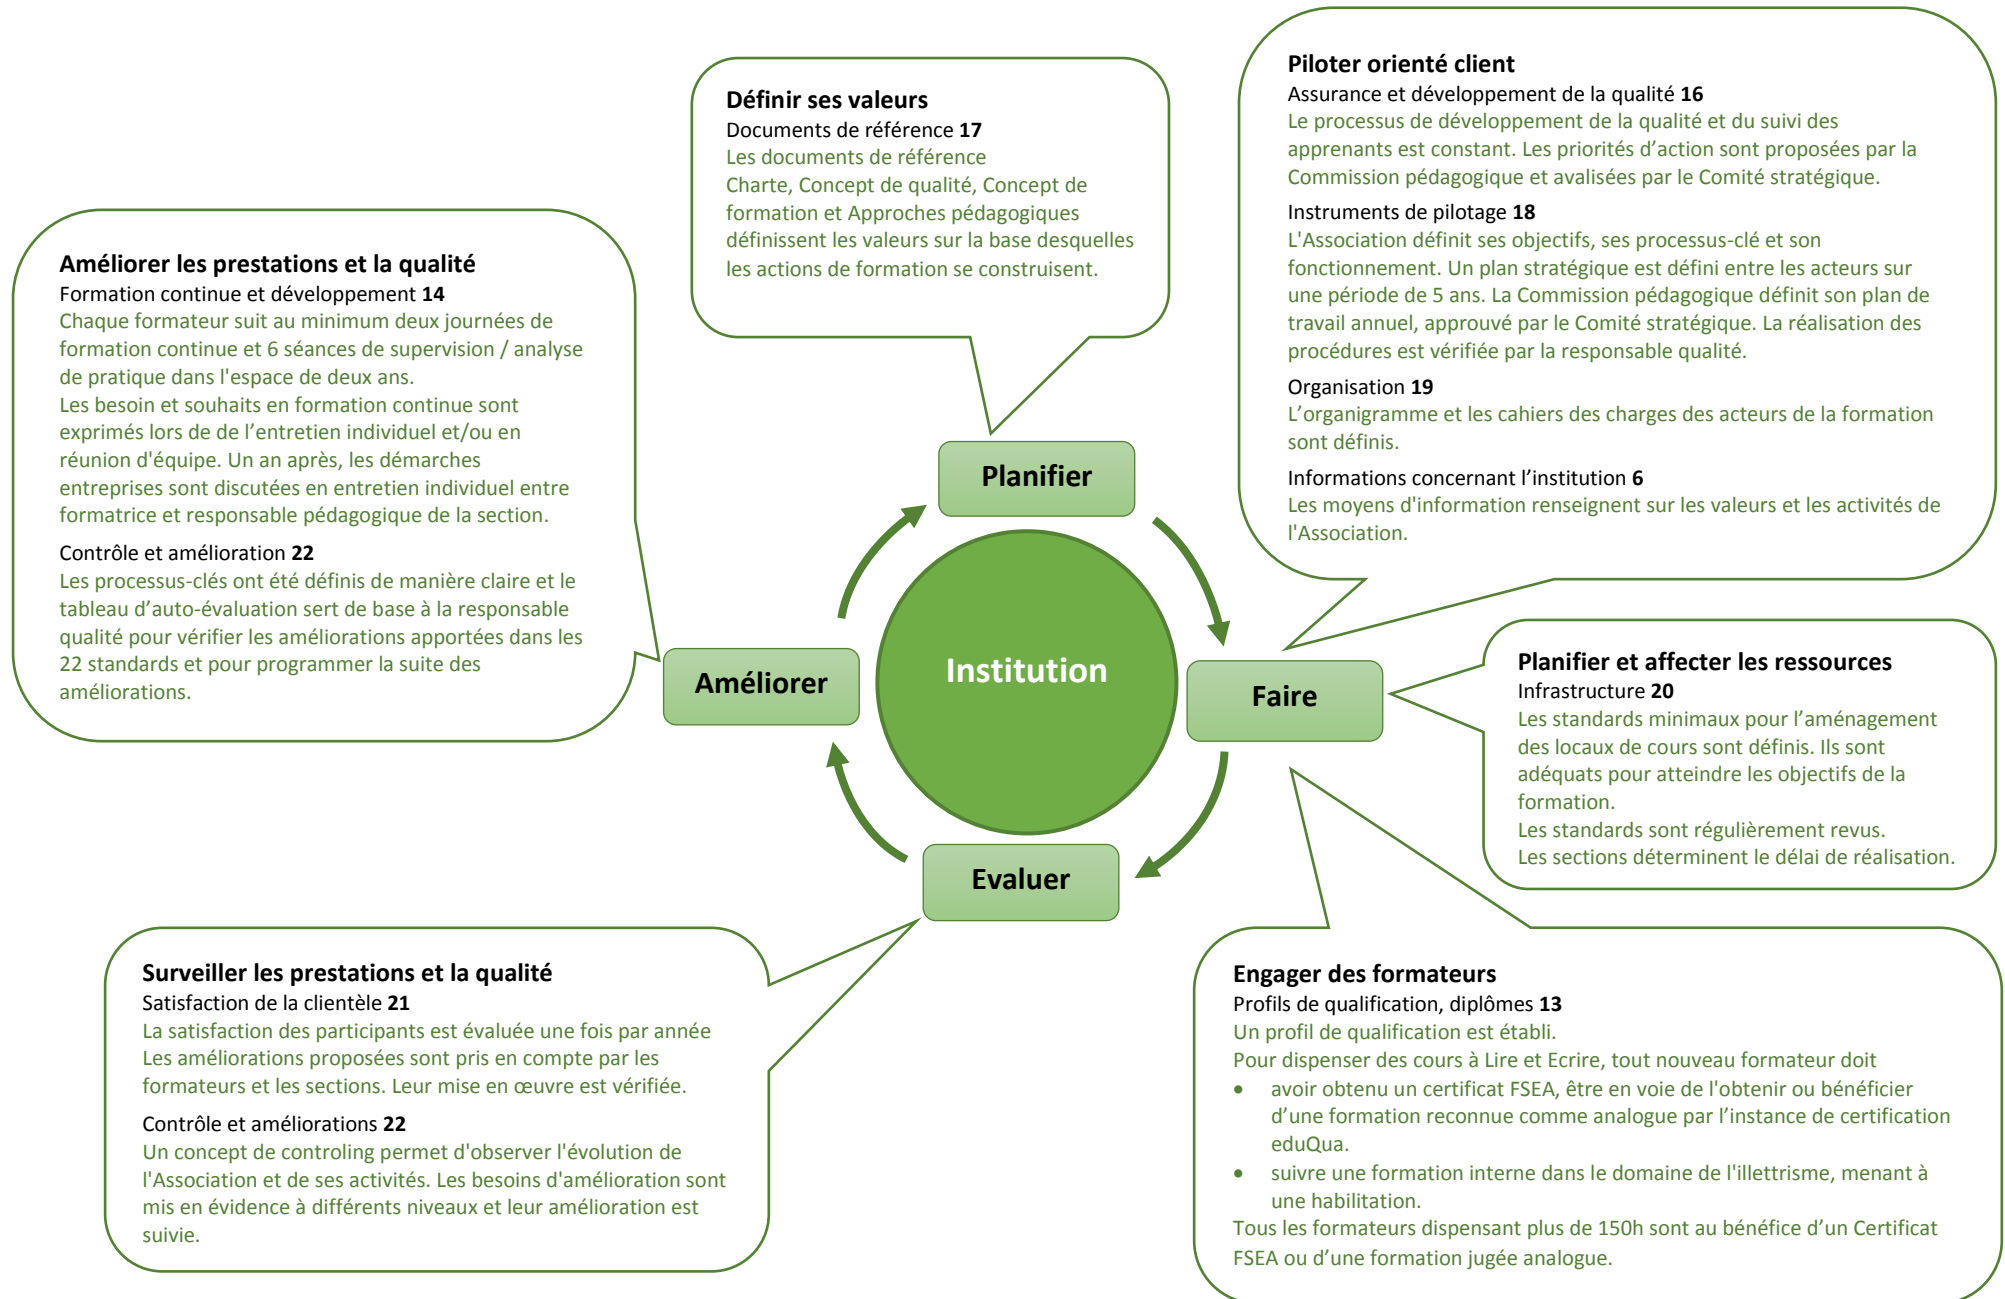 Définir ses valeurs
Documents de référence 17
Les documents de référence
Charte, Concept de qualité, Concept de
formation et Approches pédagogiques
définissent les valeurs sur la base desquelles
les actions de formation se construisent.
Piloter orienté client
Assurance et développement de la qualité 16
Le processus de développement de la qualité et du suivi des
apprenants est constant. Les priorités d’action sont proposées par la
Commission pédagogique et avalisées par le Comité stratégique.
Instruments de pilotage 18
L'Association définit ses objectifs, ses processus-clé et son
fonctionnement. Un plan stratégique est défini entre les acteurs sur
une période de 5 ans. La Commission pédagogique définit son plan de
travail annuel, approuvé par le Comité stratégique. La réalisation des
procédures est vérifiée par la responsable qualité.
Organisation 19
L’organigramme et les cahiers des charges des acteurs de la formation
sont définis.
Informations concernant l’institution 6
Les moyens d'information renseignent sur les valeurs et les activités de
l'Association.
Améliorer les prestations et la qualité
Formation continue et développement 14
Chaque formateur suit au minimum deux journées de
formation continue et 6 séances de supervision / analyse
de pratique dans l'espace de deux ans.
Les besoin et souhaits en formation continue sont
exprimés lors de de l’entretien individuel et/ou en
réunion d'équipe. Un an après, les démarches
entreprises sont discutées en entretien individuel entre
formatrice et responsable pédagogique de la section.
Contrôle et amélioration 22
Les processus-clés ont été définis de manière claire et le
tableau d’auto-évaluation sert de base à la responsable
qualité pour vérifier les améliorations apportées dans les
22 standards et pour programmer la suite des
améliorations.
Planifier
Institution
Améliorer
Faire
Evaluer
Planifier et affecter les ressources
Infrastructure 20
Les standards minimaux pour l’aménagement
des locaux de cours sont définis. Ils sont
adéquats pour atteindre les objectifs de la
formation.
Les standards sont régulièrement revus.
Les sections déterminent le délai de réalisation.
Surveiller les prestations et la qualité
Satisfaction de la clientèle 21
La satisfaction des participants est évaluée une fois par année
Les améliorations proposées sont pris en compte par les
formateurs et les sections. Leur mise en œuvre est vérifiée.
Contrôle et améliorations 22
Un concept de controling permet d'observer l'évolution de
l'Association et de ses activités. Les besoins d'amélioration sont
mis en évidence à différents niveaux et leur amélioration est
suivie.
Engager des formateurs
Profils de qualification, diplômes 13
Un profil de qualification est établi.
Pour dispenser des cours à Lire et Ecrire, tout nouveau formateur doit
• avoir obtenu un certificat FSEA, être en voie de l'obtenir ou bénéficier
d’une formation reconnue comme analogue par l’instance de certification
eduQua.
• suivre une formation interne dans le domaine de l'illettrisme, menant à
une habilitation.
Tous les formateurs dispensant plus de 150h sont au bénéfice d’un Certificat
FSEA ou d’une formation jugée analogue.